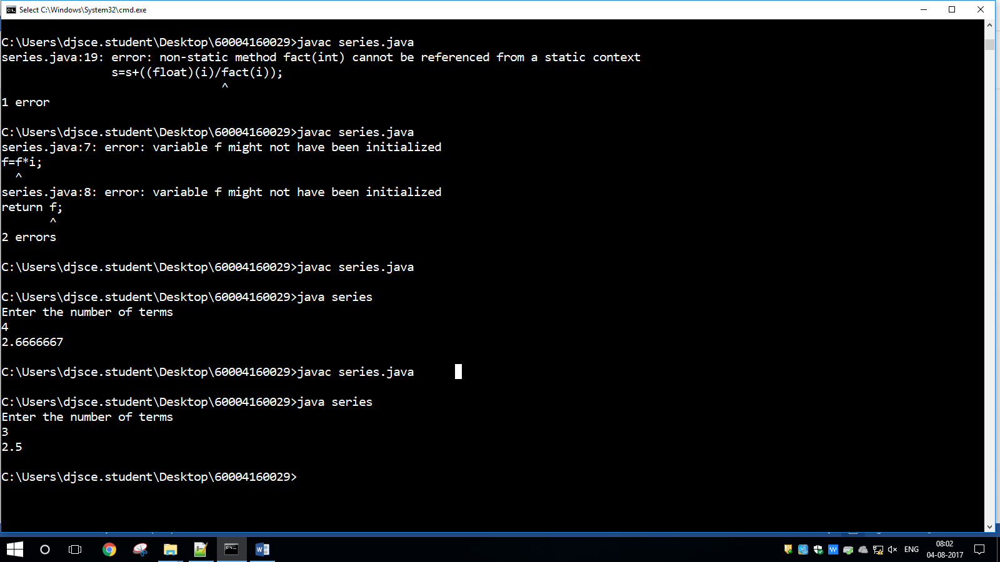 Select C:\Windows\System32\cmd.exe
C:\Users\djsce.student\Desktop\60004160029>javac series.java
series.java:19: error: non-static method fact(int) cannot be referenced from a static context
                s=s+((float)(i)/fact(i));
                                ^
1 error
C:\Users\djsce.student\Desktop\60004160029>javac series.java
series.java:7: error: variable f might not have been initialized
f=f*i;
  ^
series.java:8: error: variable f might not have been initialized
return f;
       ^
2 errors
C:\Users\djsce.student\Desktop\60004160029>javac series.java
C:\Users\djsce.student\Desktop\60004160029>java series
Enter the number of terms
4
2.6666667
C:\Users\djsce.student\Desktop\60004160029>javac series.java
C:\Users\djsce.student\Desktop\60004160029>java series
Enter the number of terms
3
2.5
C:\Users\djsce.student\Desktop\60004160029>
ENG
08:02
04-08-2017